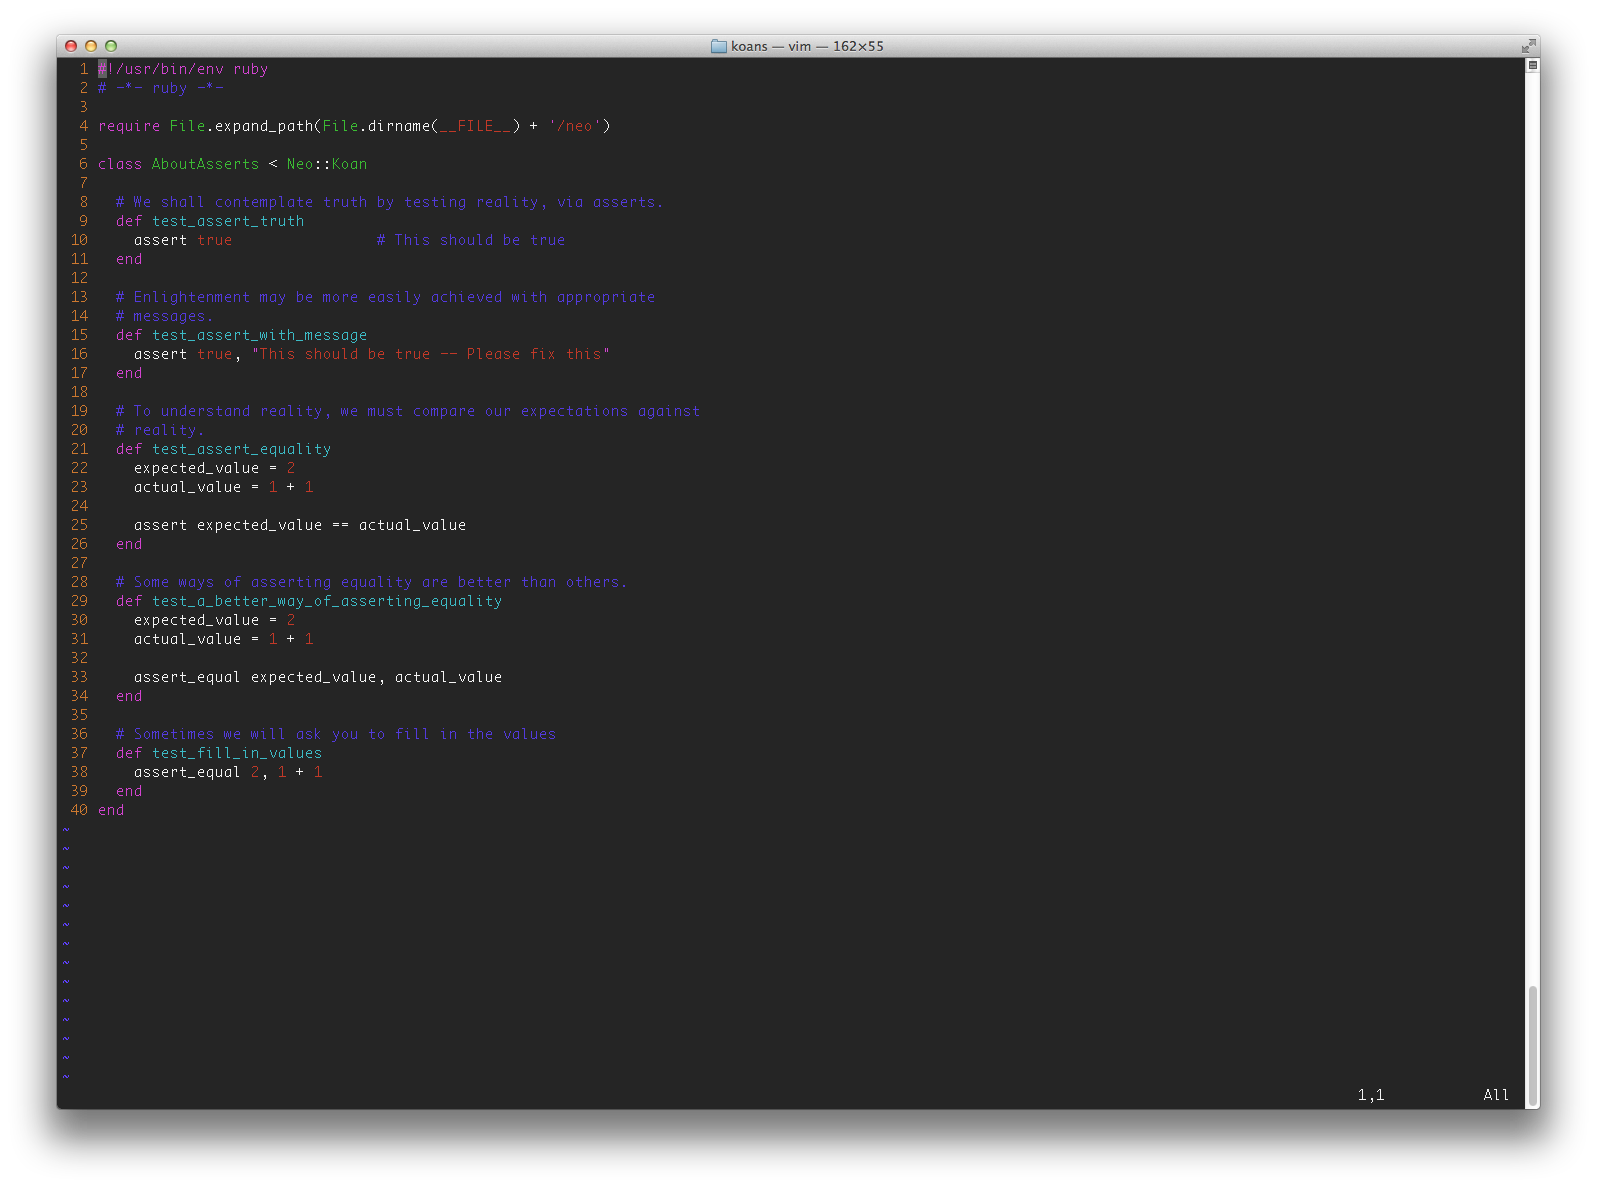 koans — vim — 162×55
1 #!/usr/bin/env ruby
2 # -*- ruby -*-
3
4 require File.expand_path(File.dirname(__FILE__) + '/neo')
5
6 class AboutAsserts < Neo::Koan
7
8   # We shall contemplate truth by testing reality, via asserts.
9   def test_assert_truth
10     assert true                # This should be true
11   end
12
13   # Enlightenment may be more easily achieved with appropriate
14   # messages.
15   def test_assert_with_message
16     assert true, "This should be true -- Please fix this"
17   end
18
19   # To understand reality, we must compare our expectations against
20   # reality.
21   def test_assert_equality
22     expected_value = 2
23     actual_value = 1 + 1
24
25     assert expected_value == actual_value
26   end
27
28   # Some ways of asserting equality are better than others.
29   def test_a_better_way_of_asserting_equality
30     expected_value = 2
31     actual_value = 1 + 1
32
33     assert_equal expected_value, actual_value
34   end
35
36   # Sometimes we will ask you to fill in the values
37   def test_fill_in_values
38     assert_equal 2, 1 + 1
39   end
40 end
~
~
~
~
~
~
~
~
~
~
~
~
~
~
1,1 All